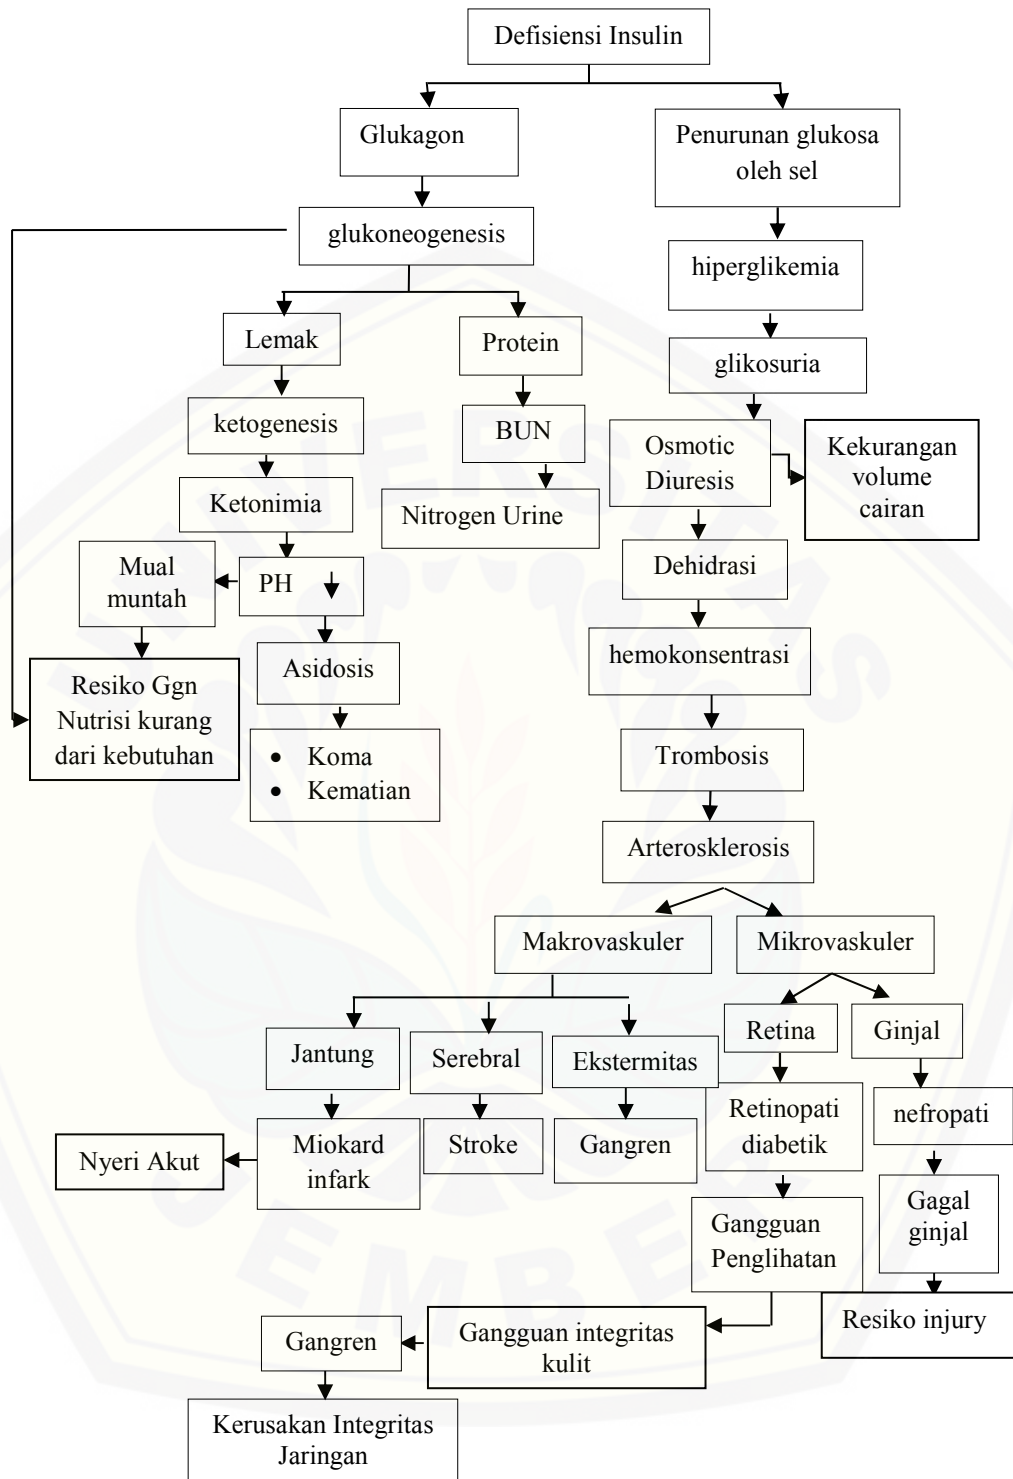 Defisiensi Insulin
Glukagon
Penurunan glukosa
oleh sel
glukoneogenesis
hiperglikemia
Lemak
Protein
glikosuria
ketogenesis
BUN
Osmotic
Diuresis
Kekurangan
volume
cairan
Ketonimia
Nitrogen Urine
Mual
muntah
PH
Dehidrasi
Asidosis
hemokonsentrasi
Resiko Ggn
Nutrisi kurang
dari kebutuhan
• Koma
• Kematian
Trombosis
Arterosklerosis
Makrovaskuler
Mikrovaskuler
Jantung
Serebral
Ekstermitas
Retina
Ginjal
Nyeri Akut
Miokard
infark
Stroke
Gangren
Retinopati
diabetik
nefropati
Gangguan
Penglihatan
Gagal
ginjal
Gangren
Gangguan integritas
kulit
Resiko injury
Kerusakan Integritas
Jaringan
UNIVERSITAS
JEMBER